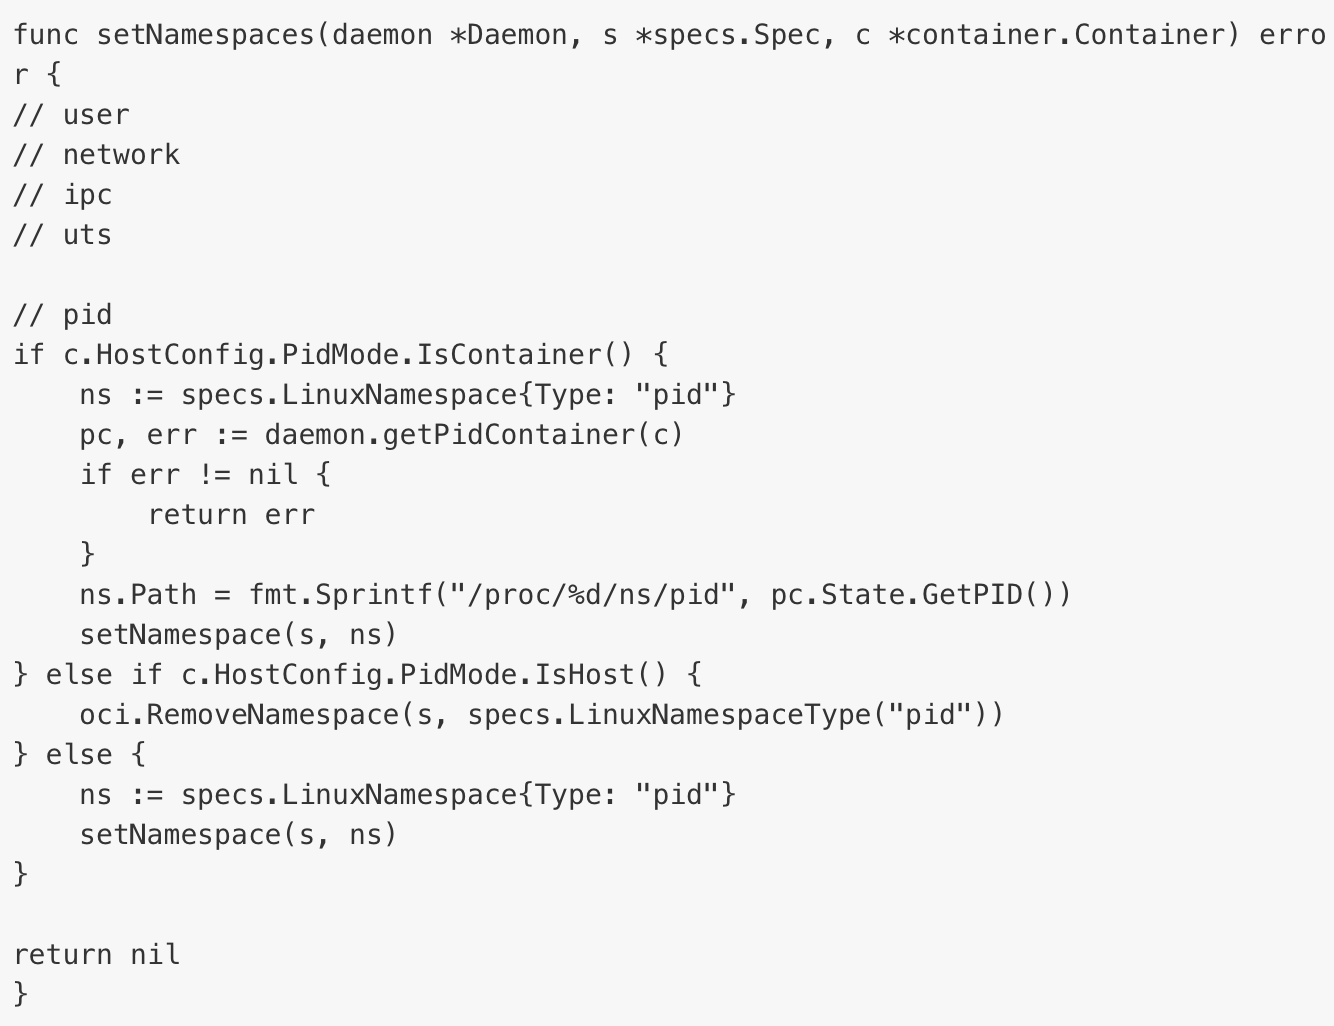 func setNamespaces(daemon *Daemon, s *specs.Spec, c *container.Container) erro
r {
// user
// network
// ipc
// uts

// pid
if c.HostConfig.PidMode.IsContainer() {
    ns := specs.LinuxNamespace{Type: "pid"}
    pc, err := daemon.getPidContainer(c)
    if err != nil {
        return err
    }
    ns.Path = fmt.Sprintf("/proc/%d/ns/pid", pc.State.GetPID())
    setNamespace(s, ns)
} else if c.HostConfig.PidMode.IsHost() {
    oci.RemoveNamespace(s, specs.LinuxNamespaceType("pid"))
} else {
    ns := specs.LinuxNamespace{Type: "pid"}
    setNamespace(s, ns)
}

return nil
}